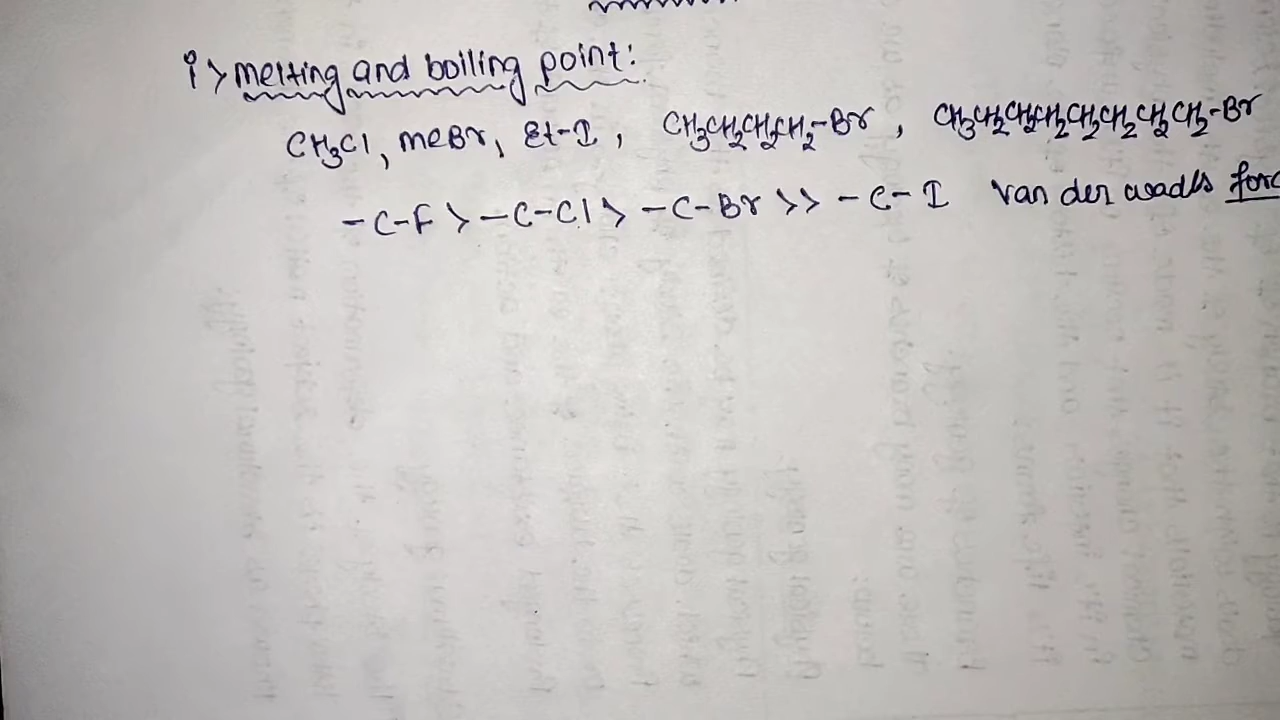 i> melting and boiling point:
CH₃Cl, MeBr, Et-I, CH₃CH₂CH₂CH₂-Br, CH₃CH₂CH₂CH₂CH₂CH₂CH₂CH₂-Br
-C-F > -C-Cl > -C-Br >> -C-I van der waals forc